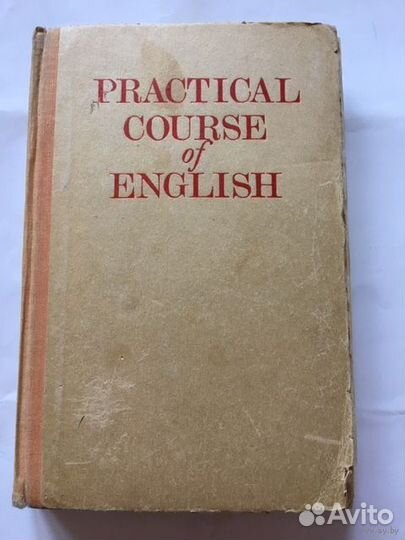 PRACTICAL
COURSE
of
ENGLISH
Avito